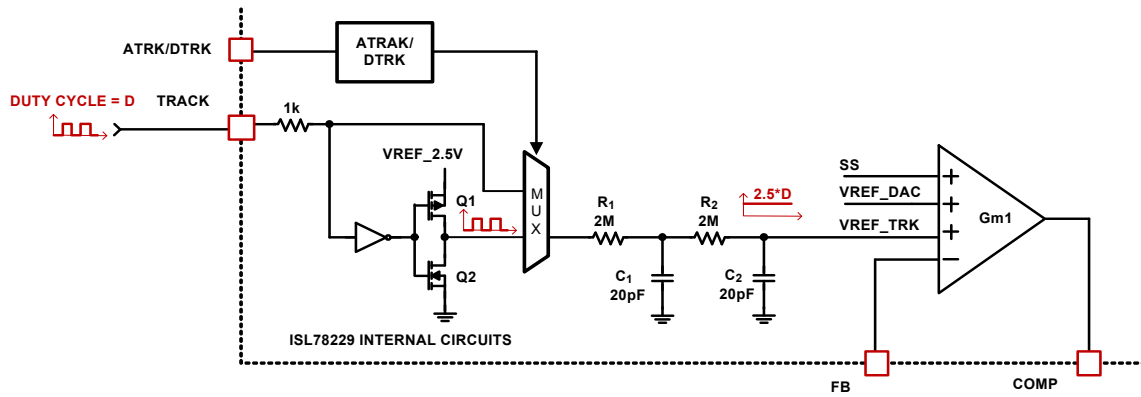 ATRK/DTRK
ATRAK/
DTRK
DUTY CYCLE = D
TRACK
1k
VREF_2.5V
Q1
Q2
MUX
R1
2M
R2
2M
2.5*D
C1
20pF
C2
20pF
SS
VREF_DAC
VREF_TRK
+
+
+
−
Gm1
ISL78229 INTERNAL CIRCUITS
FB
COMP